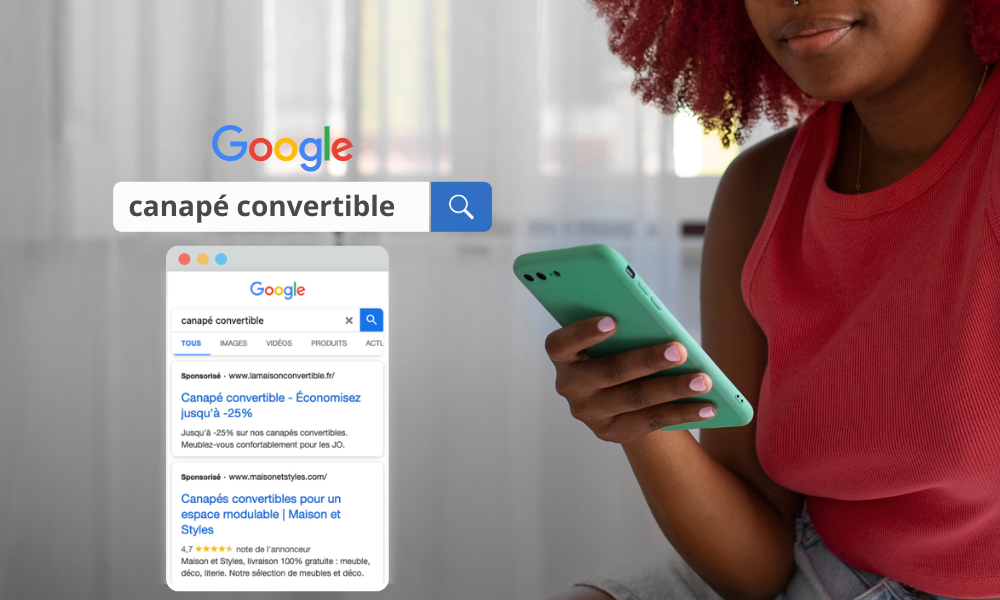 Google
canapé convertible
Google
canapé convertible
TOUS IMAGES VIDÉOS PRODUITS ACTU
Sponsorisé · www.lamaisonconvertible.fr/
Canapé convertible - Économisez
jusqu'à -25%
Jusqu'à -25% sur nos canapés convertibles.
Meublez-vous confortablement pour les JO.
Sponsorisé · www.maisonetstyles.com/
Canapés convertibles pour un
espace modulable | Maison et
Styles
4,7 ★★★★★ note de l'annonceur
Maison et Styles, livraison 100% gratuite : meuble,
déco, literie. Notre sélection de meubles et déco.